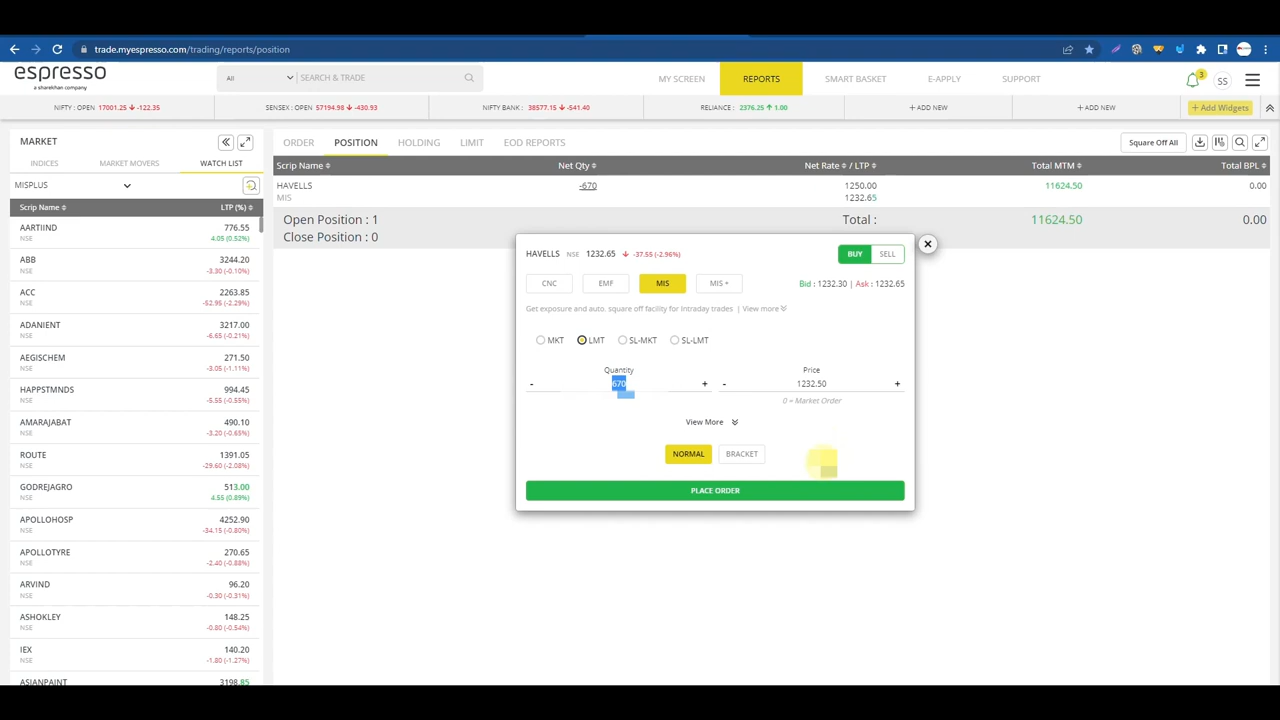 trade.myespresso.com/trading/reports/position
espresso
a sharekhan company
All SEARCH & TRADE
MY SCREEN REPORTS SMART BASKET E-APPLY SUPPORT
3 SS
NIFTY : OPEN 17001.25 -122.35 SENSEX : OPEN 57194.98 -430.93 NIFTY BANK : 38577.15 -541.40 RELIANCE : 2376.25 1.00 + ADD NEW + ADD NEW + Add Widgets
MARKET
INDICES MARKET MOVERS WATCH LIST
MISPLUS
Scrip Name LTP (%)
AARTIIND 776.55
NSE 4.05 (0.52%)
ABB 3244.20
NSE -3.30 (-0.10%)
ACC 2263.85
NSE -52.95 (-2.29%)
ADANIENT 3217.00
NSE -6.65 (-0.21%)
AEGISCHEM 271.50
NSE -3.05 (-1.11%)
HAPPSTMNDS 994.45
NSE -5.55 (-0.55%)
AMARAJABAT 490.10
NSE -3.20 (-0.65%)
ROUTE 1391.05
NSE -29.60 (-2.08%)
GODREJAGRO 513.00
NSE 4.55 (0.89%)
APOLLOHOSP 4252.90
NSE -34.15 (-0.80%)
APOLLOTYRE 270.65
NSE -2.40 (-0.88%)
ARVIND 96.20
NSE -0.30 (-0.31%)
ASHOKLEY 148.25
NSE -0.80 (-0.54%)
IEX 140.20
NSE -1.80 (-1.27%)
ASIANPAINT 3198.85
ORDER POSITION HOLDING LIMIT EOD REPORTS Square Off All
Scrip Name Net Qty Net Rate / LTP Total MTM Total BPL
HAVELLS -670 1250.00 11624.50 0.00
MIS 1232.65
Open Position : 1 Total : 11624.50 0.00
Close Position : 0
HAVELLS NSE 1232.65 -37.55 (-2.96%) BUY SELL
CNC EMF MIS MIS + Bid : 1232.30 | Ask : 1232.65
Get exposure and auto. square off facility for intraday trades | View more
MKT LMT SL-MKT SL-LMT
Quantity Price
- 670 + - 1232.50 +
0 = Market Order
View More
NORMAL BRACKET
PLACE ORDER